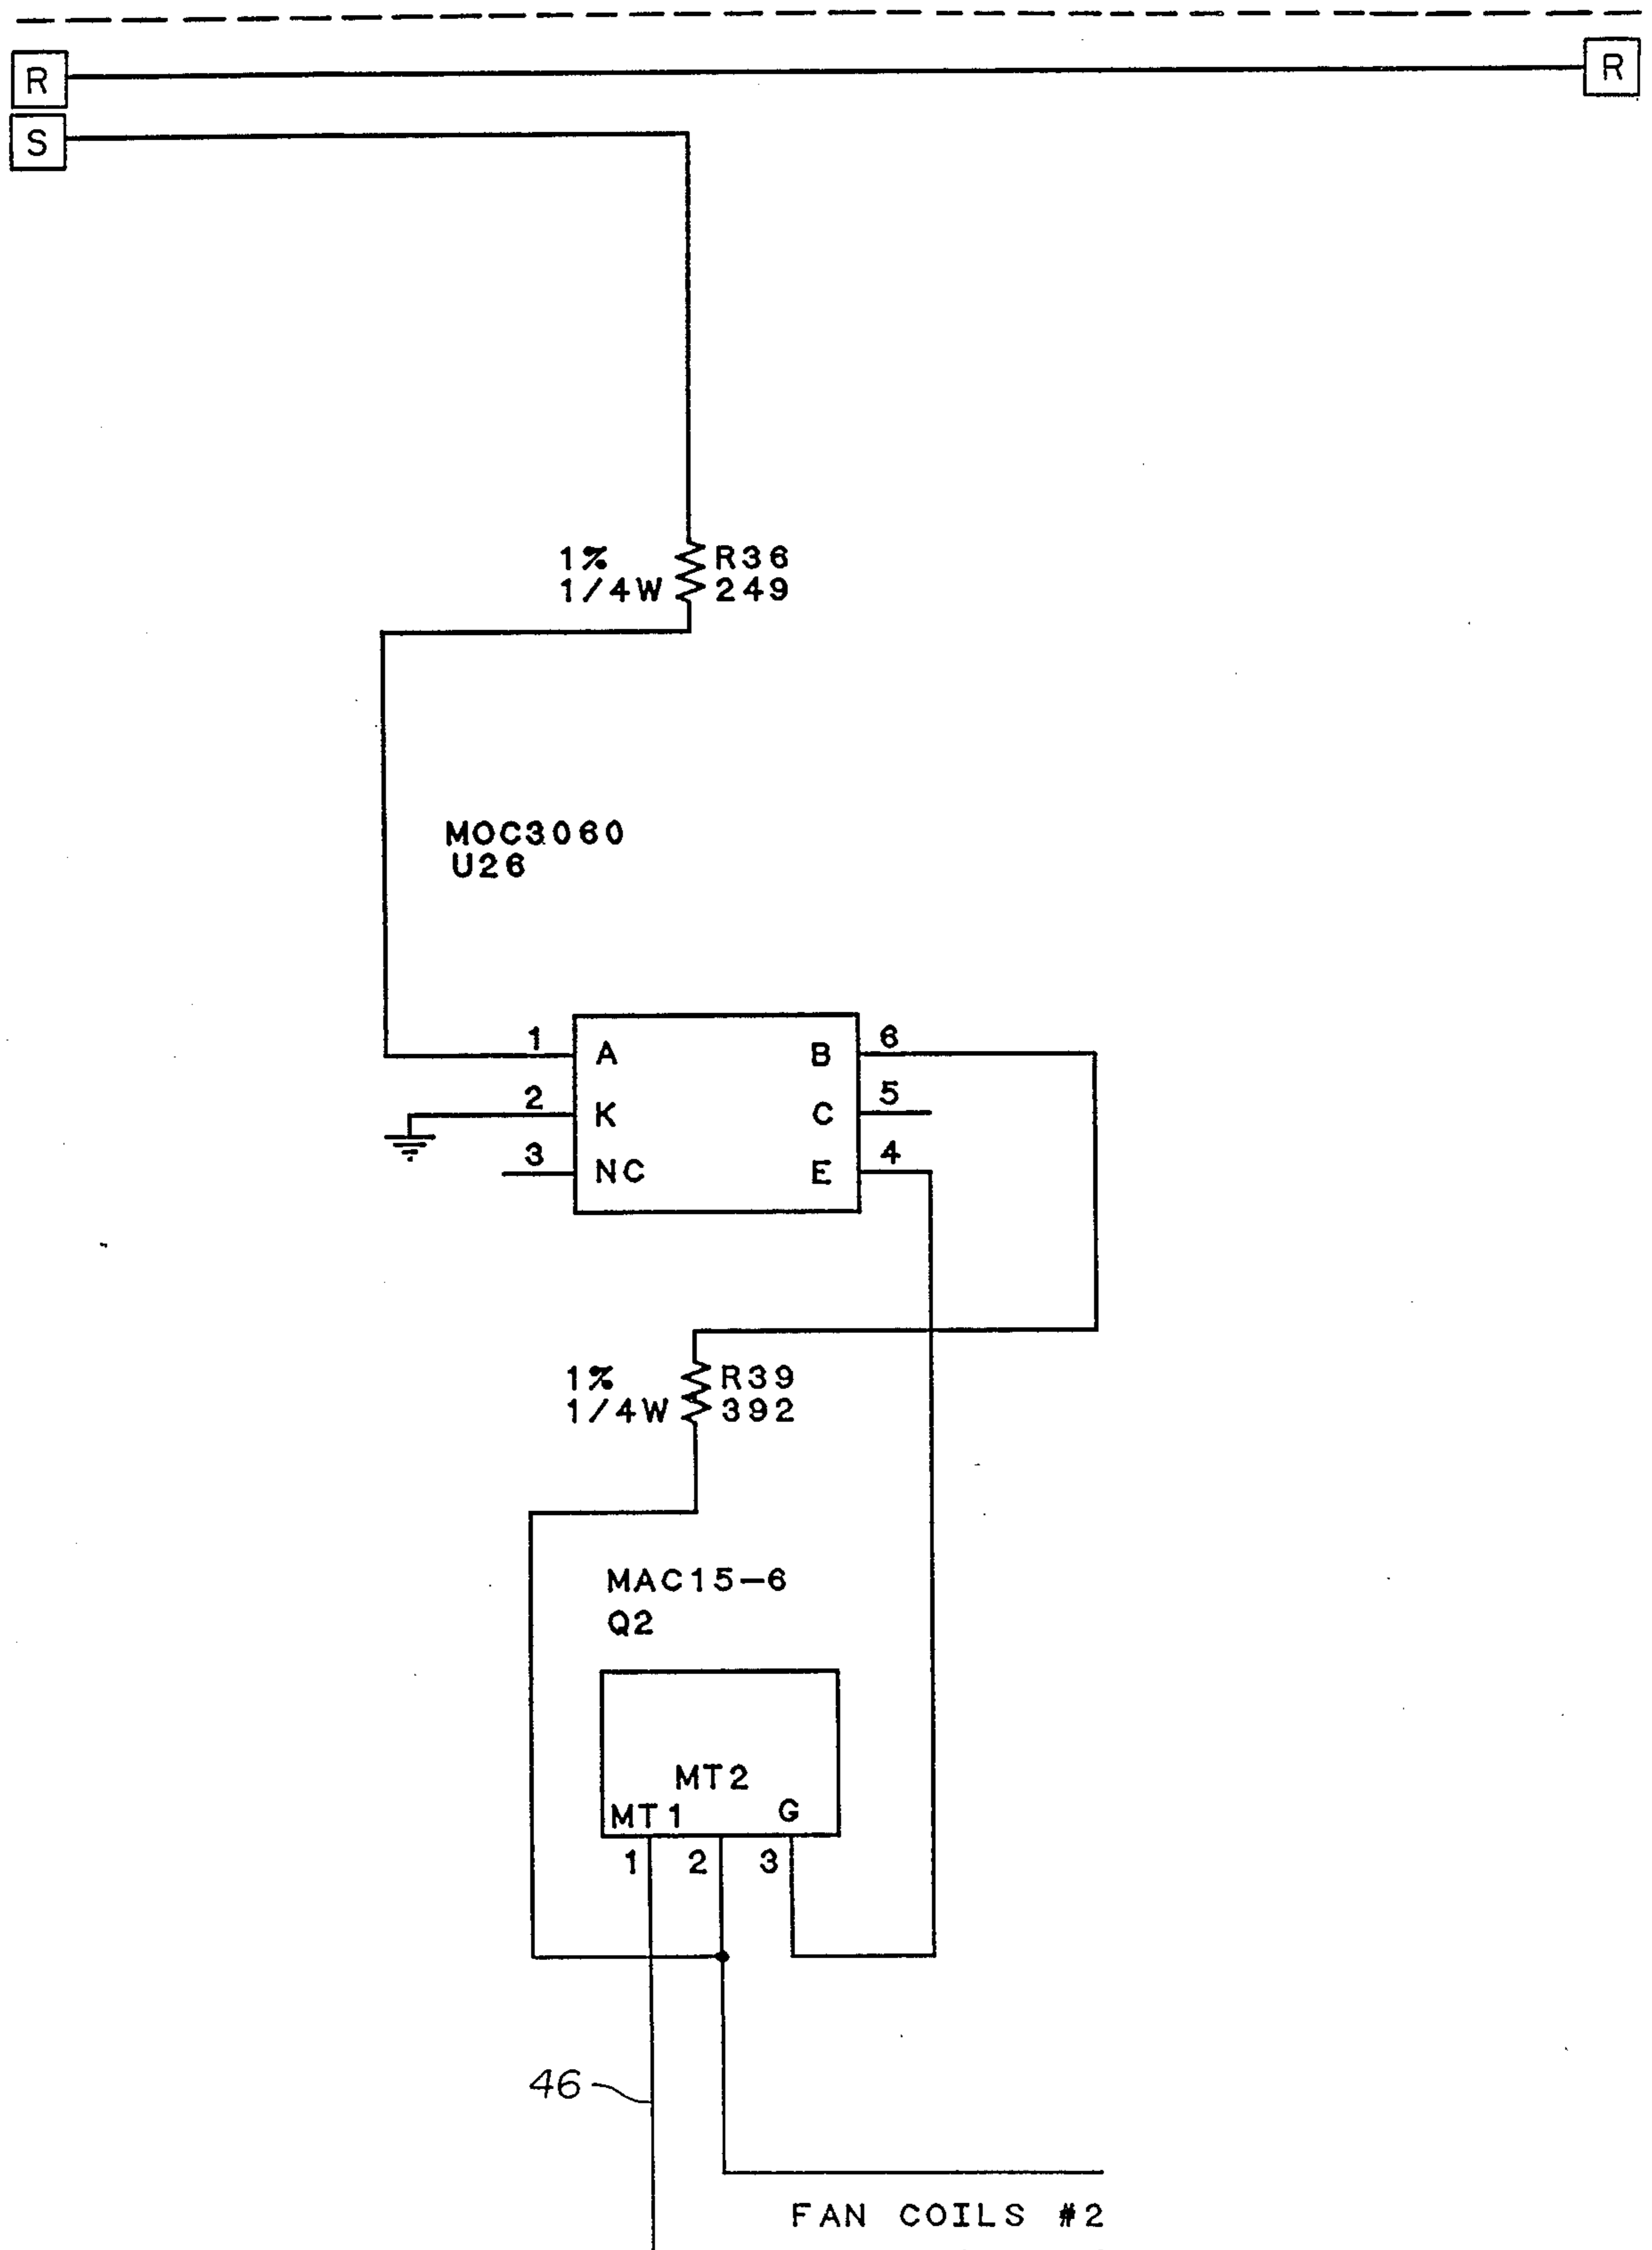 R
R
S
1%
R36
1/4W
249
MOC3060
U26
1
A
B
6
2
K
C
5
3
NC
E
4
1%
R39
1/4W
392
MAC15-6
Q2
MT2
MT1
G
1
2
3
46
FAN COILS #2